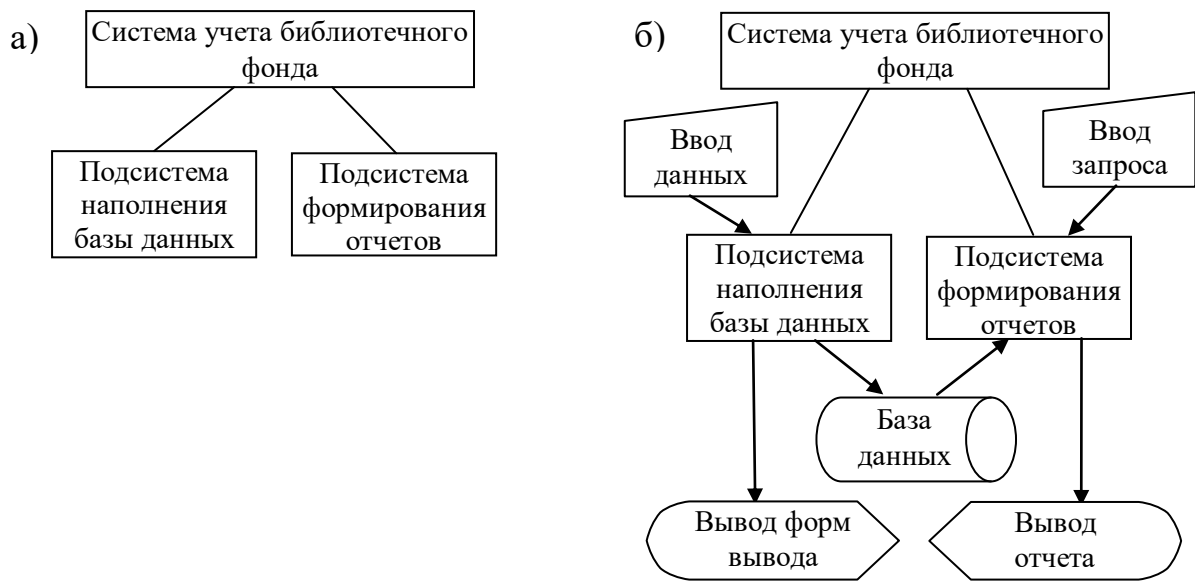 а)
Система учета библиотечного
фонда
Подсистема
наполнения
базы данных
Подсистема
формирования
отчетов
б)
Система учета библиотечного
фонда
Ввод
данных
Ввод
запроса
Подсистема
наполнения
базы данных
Подсистема
формирования
отчетов
База
данных
Вывод форм
вывода
Вывод
отчета